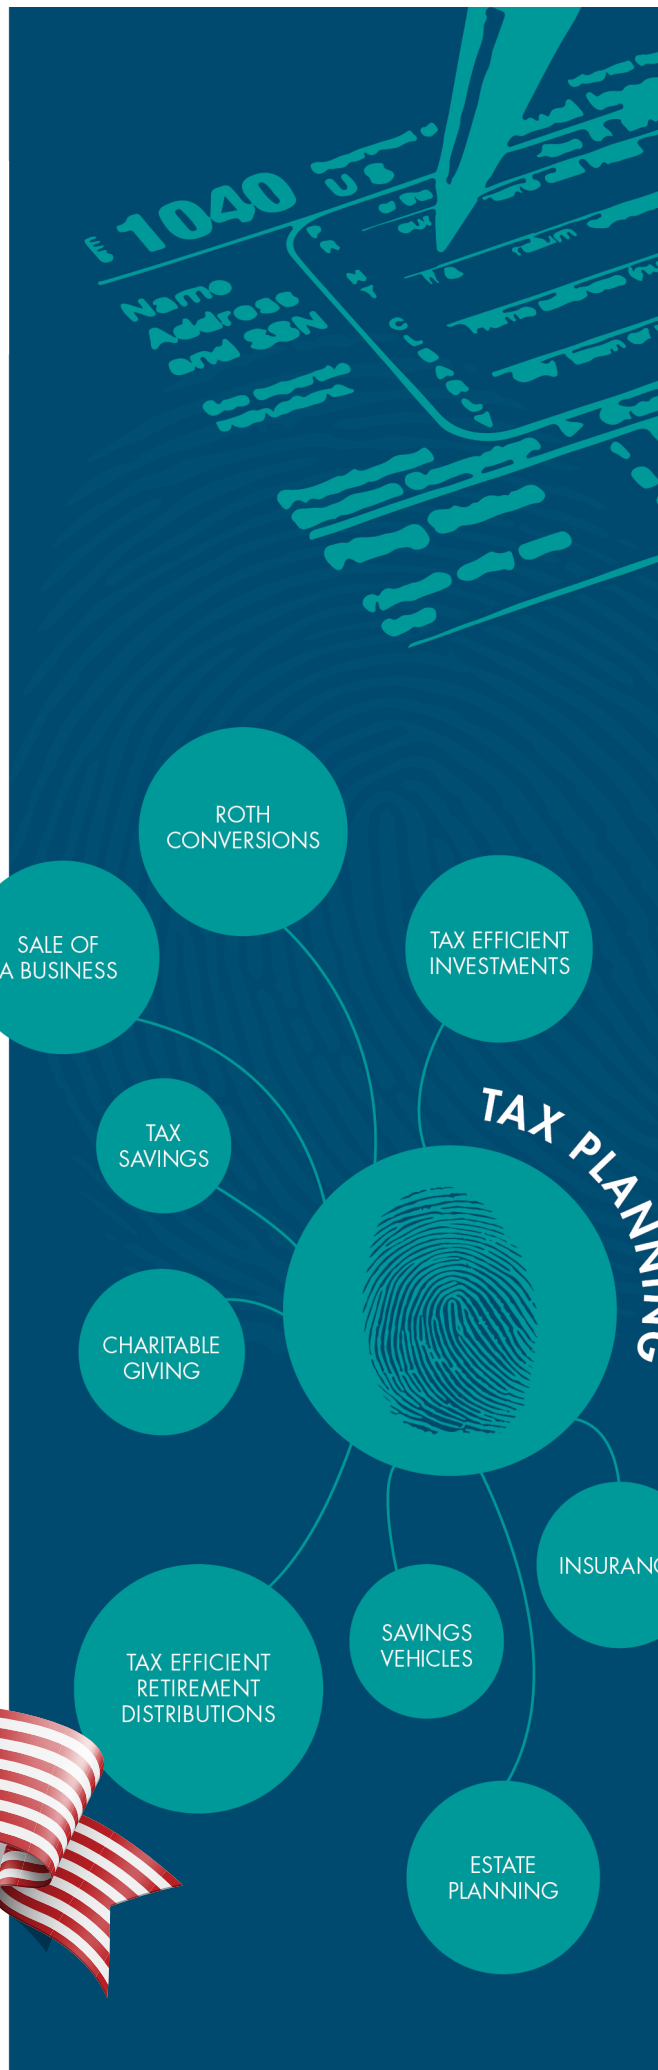 1040
U S
Name
Address
and SSN
ROTH
CONVERSIONS
SALE OF
A BUSINESS
TAX EFFICIENT
INVESTMENTS
TAX PLANNING
TAX
SAVINGS
CHARITABLE
GIVING
INSURANC
TAX EFFICIENT
RETIREMENT
DISTRIBUTIONS
SAVINGS
VEHICLES
ESTATE
PLANNING